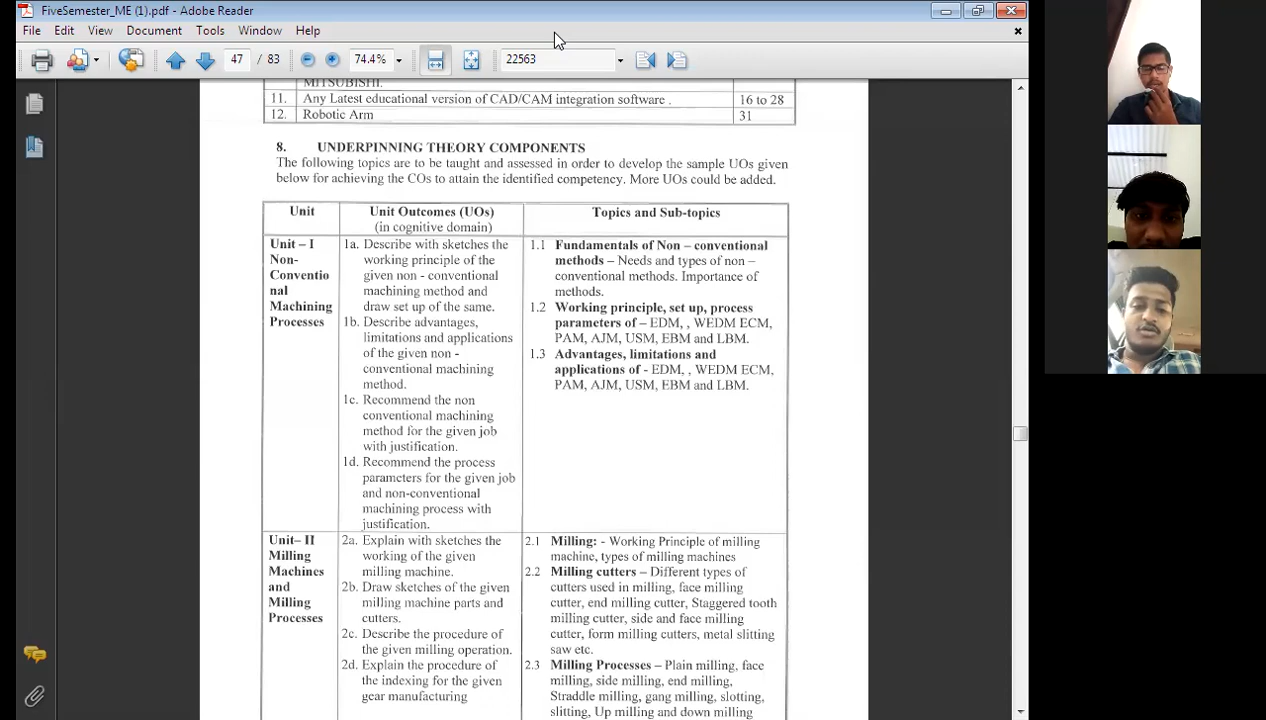 FiveSemester_ME (1).pdf - Adobe Reader
File Edit View Document Tools Window Help
47 / 83 74.4% 22563
MITSUBISHI.
11. Any Latest educational version of CAD/CAM integration software . 16 to 28
12. Robotic Arm 31
8. UNDERPINNING THEORY COMPONENTS
The following topics are to be taught and assessed in order to develop the sample UOs given
below for achieving the COs to attain the identified competency. More UOs could be added.
Unit
Unit Outcomes (UOs)
(in cognitive domain)
Topics and Sub-topics
Unit – I
Non-
Conventio
nal
Machining
Processes
1a. Describe with sketches the
working principle of the
given non - conventional
machining method and
draw set up of the same.
1b. Describe advantages,
limitations and applications
of the given non -
conventional machining
method.
1c. Recommend the non
conventional machining
method for the given job
with justification.
1d. Recommend the process
parameters for the given job
and non-conventional
machining process with
justification.
1.1 Fundamentals of Non – conventional
methods – Needs and types of non –
conventional methods. Importance of
methods.
1.2 Working principle, set up, process
parameters of – EDM, , WEDM ECM,
PAM, AJM, USM, EBM and LBM.
1.3 Advantages, limitations and
applications of - EDM, , WEDM ECM,
PAM, AJM, USM, EBM and LBM.
Unit– II
Milling
Machines
and
Milling
Processes
2a. Explain with sketches the
working of the given
milling machine.
2b. Draw sketches of the given
milling machine parts and
cutters.
2c. Describe the procedure of
the given milling operation.
2d. Explain the procedure of
the indexing for the given
gear manufacturing
2.1 Milling: - Working Principle of milling
machine, types of milling machines
2.2 Milling cutters – Different types of
cutters used in milling, face milling
cutter, end milling cutter, Staggered tooth
milling cutter, side and face milling
cutter, form milling cutters, metal slitting
saw etc.
2.3 Milling Processes – Plain milling, face
milling, side milling, end milling,
Straddle milling, gang milling, slotting,
slitting, Up milling and down milling